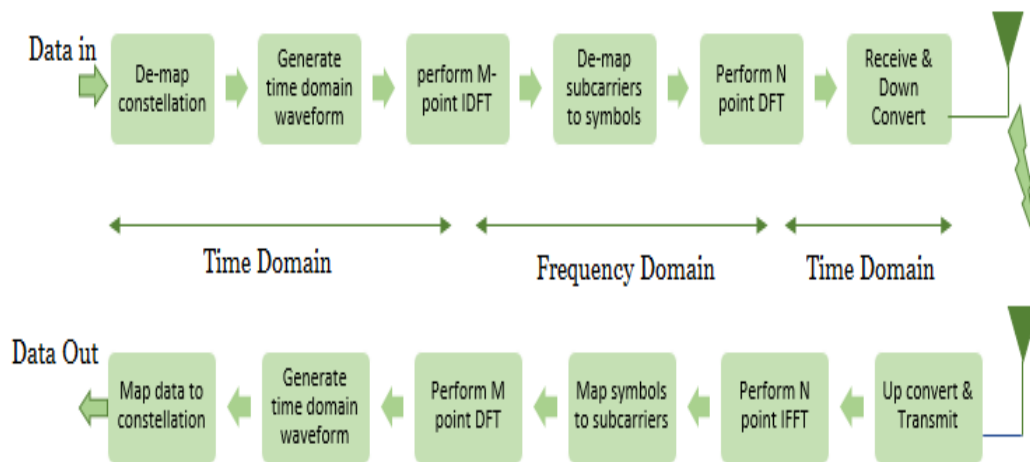 Data in
De-map
constellation
Generate
time domain
waveform
perform M-
point IDFT
De-map
subcarriers
to symbols
Perform N
point DFT
Receive &
Down
Convert
Time Domain
Frequency Domain
Time Domain
Data Out
Map data to
constellation
Generate
time domain
waveform
Perform M
point DFT
Map symbols
to subcarriers
Perform N
point IFFT
Up convert &
Transmit